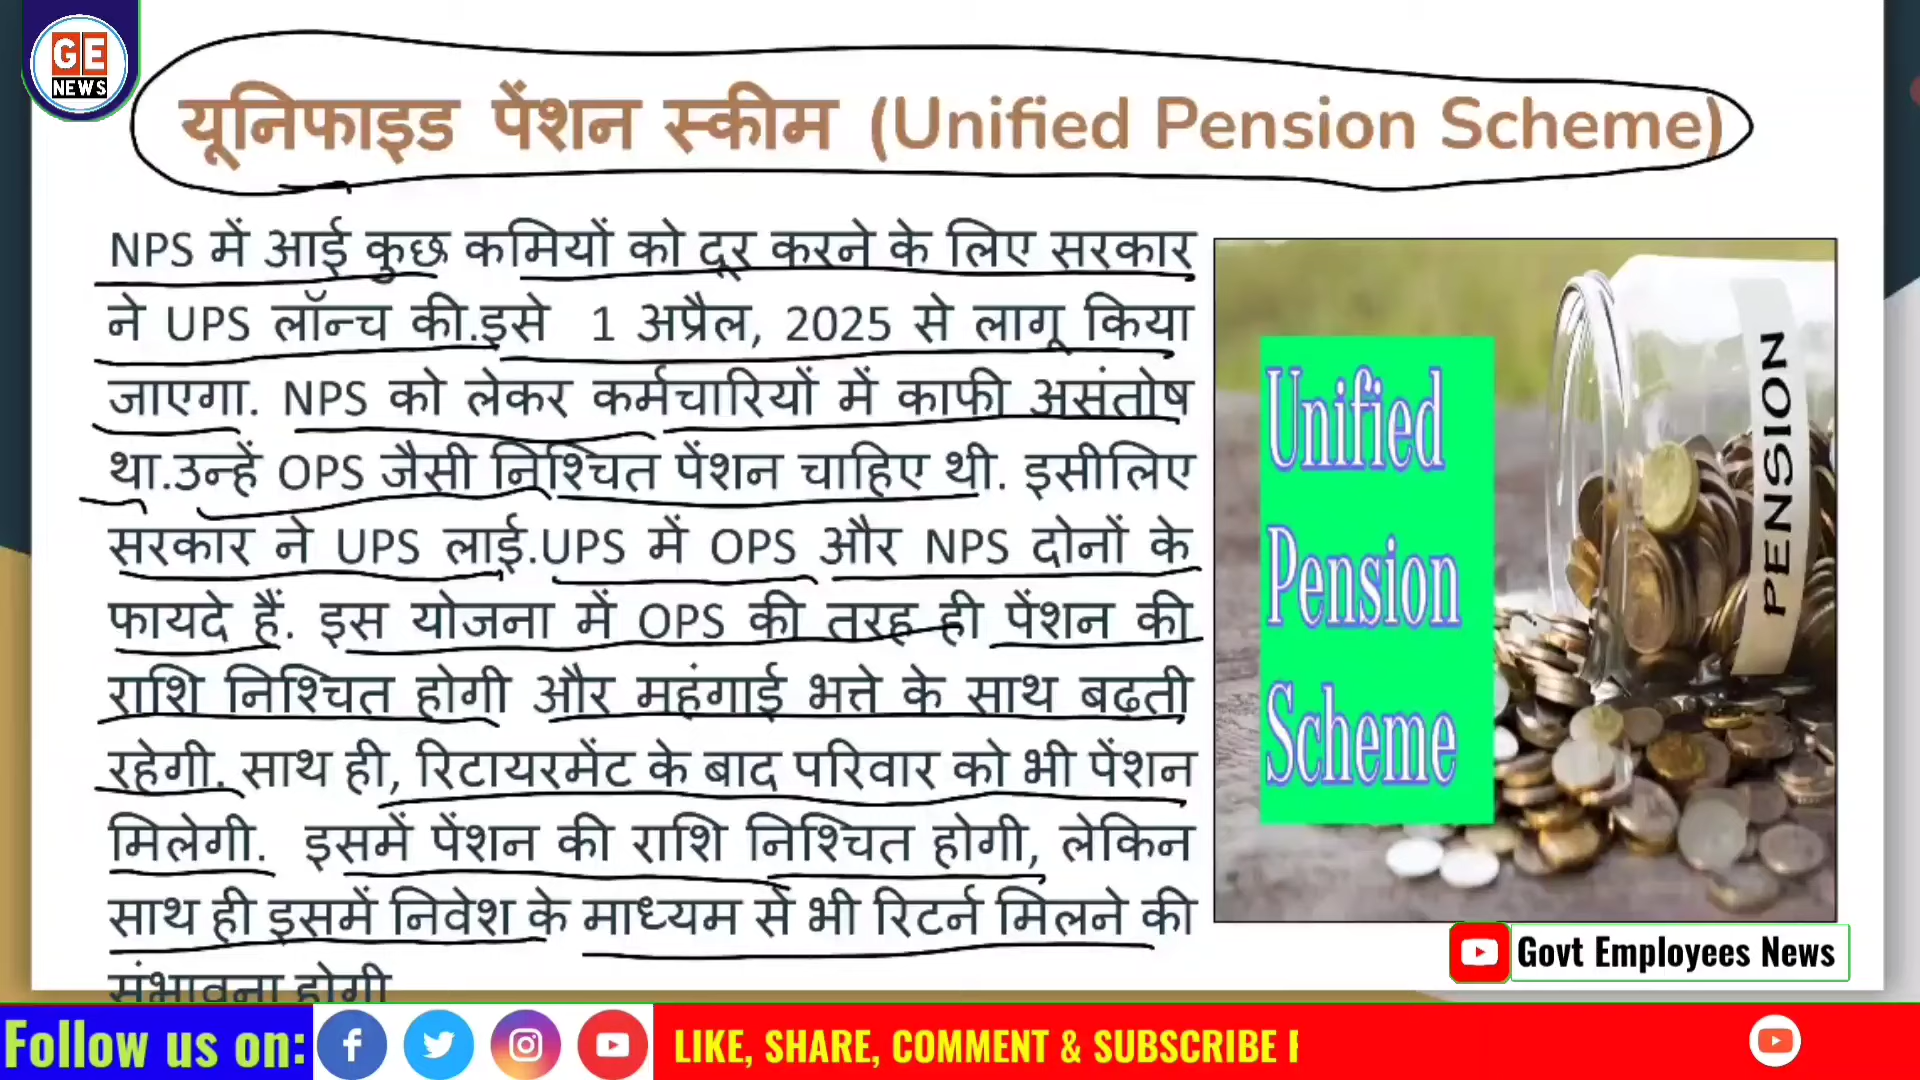 GE
NEWS
यूनिफाइड पेंशन स्कीम (Unified Pension Scheme)
NPS में आई कुछ कमियों को दूर करने के लिए सरकार
ने UPS लॉन्च की.इसे 1 अप्रैल, 2025 से लागू किया
जाएगा. NPS को लेकर कर्मचारियों में काफी असंतोष
था.उन्हें OPS जैसी निश्चित पेंशन चाहिए थी. इसीलिए
सरकार ने UPS लाई.UPS में OPS और NPS दोनों के
फायदे हैं. इस योजना में OPS की तरह ही पेंशन की
राशि निश्चित होगी और महंगाई भत्ते के साथ बढ़ती
रहेगी. साथ ही, रिटायरमेंट के बाद परिवार को भी पेंशन
मिलेगी. इसमें पेंशन की राशि निश्चित होगी, लेकिन
साथ ही इसमें निवेश के माध्यम से भी रिटर्न मिलने की
संभावना होगी
Unified
Pension
Scheme
PENSION
Govt Employees News
Follow us on:
LIKE, SHARE, COMMENT & SUBSCRIBE